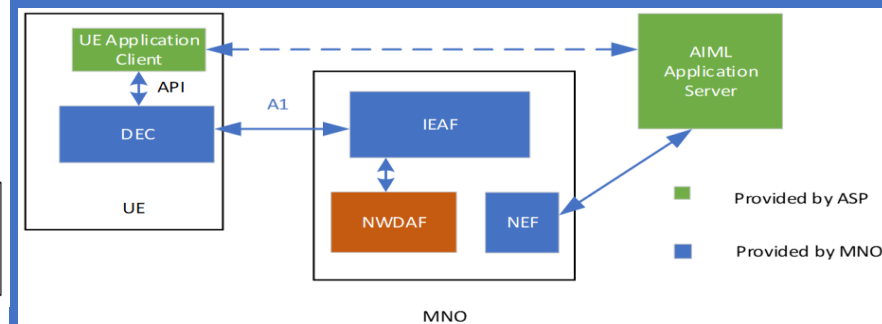 UE Application
Client
API
DEC
UE
A1
IEAF
NWDAF
NEF
MNO
AIML
Application
Server
Provided by ASP
Provided by MNO